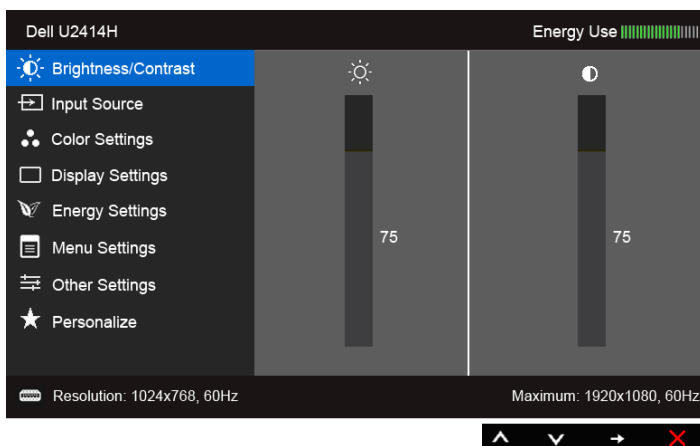 Dell U2414H Energy Use
Brightness/Contrast
Input Source
Color Settings
Display Settings
Energy Settings
Menu Settings
Other Settings
Personalize
75 75
Resolution: 1024x768, 60Hz Maximum: 1920x1080, 60Hz